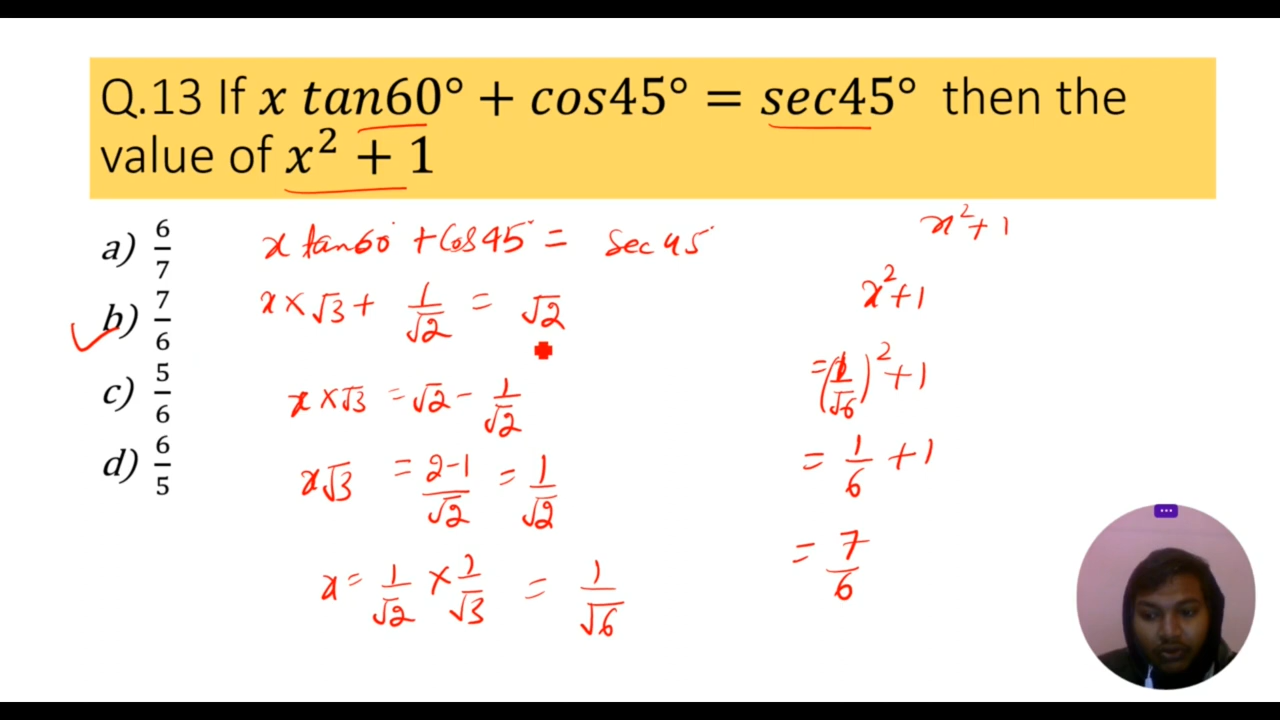 Q.13 If x tan60° + cos45° = sec45° then the
value of x² + 1
a) 6/7
b) 7/6
c) 5/6
d) 6/5
x tan60° + cos45° = sec 45°
x × √3 + 1/√2 = √2
x × √3 = √2 − 1/√2
x√3 = 2-1/√2 = 1/√2
x = 1/√2 × 1/√3 = 1/√6
x² + 1
x² + 1
= (1/√6)² + 1
= 1/6 + 1
= 7/6